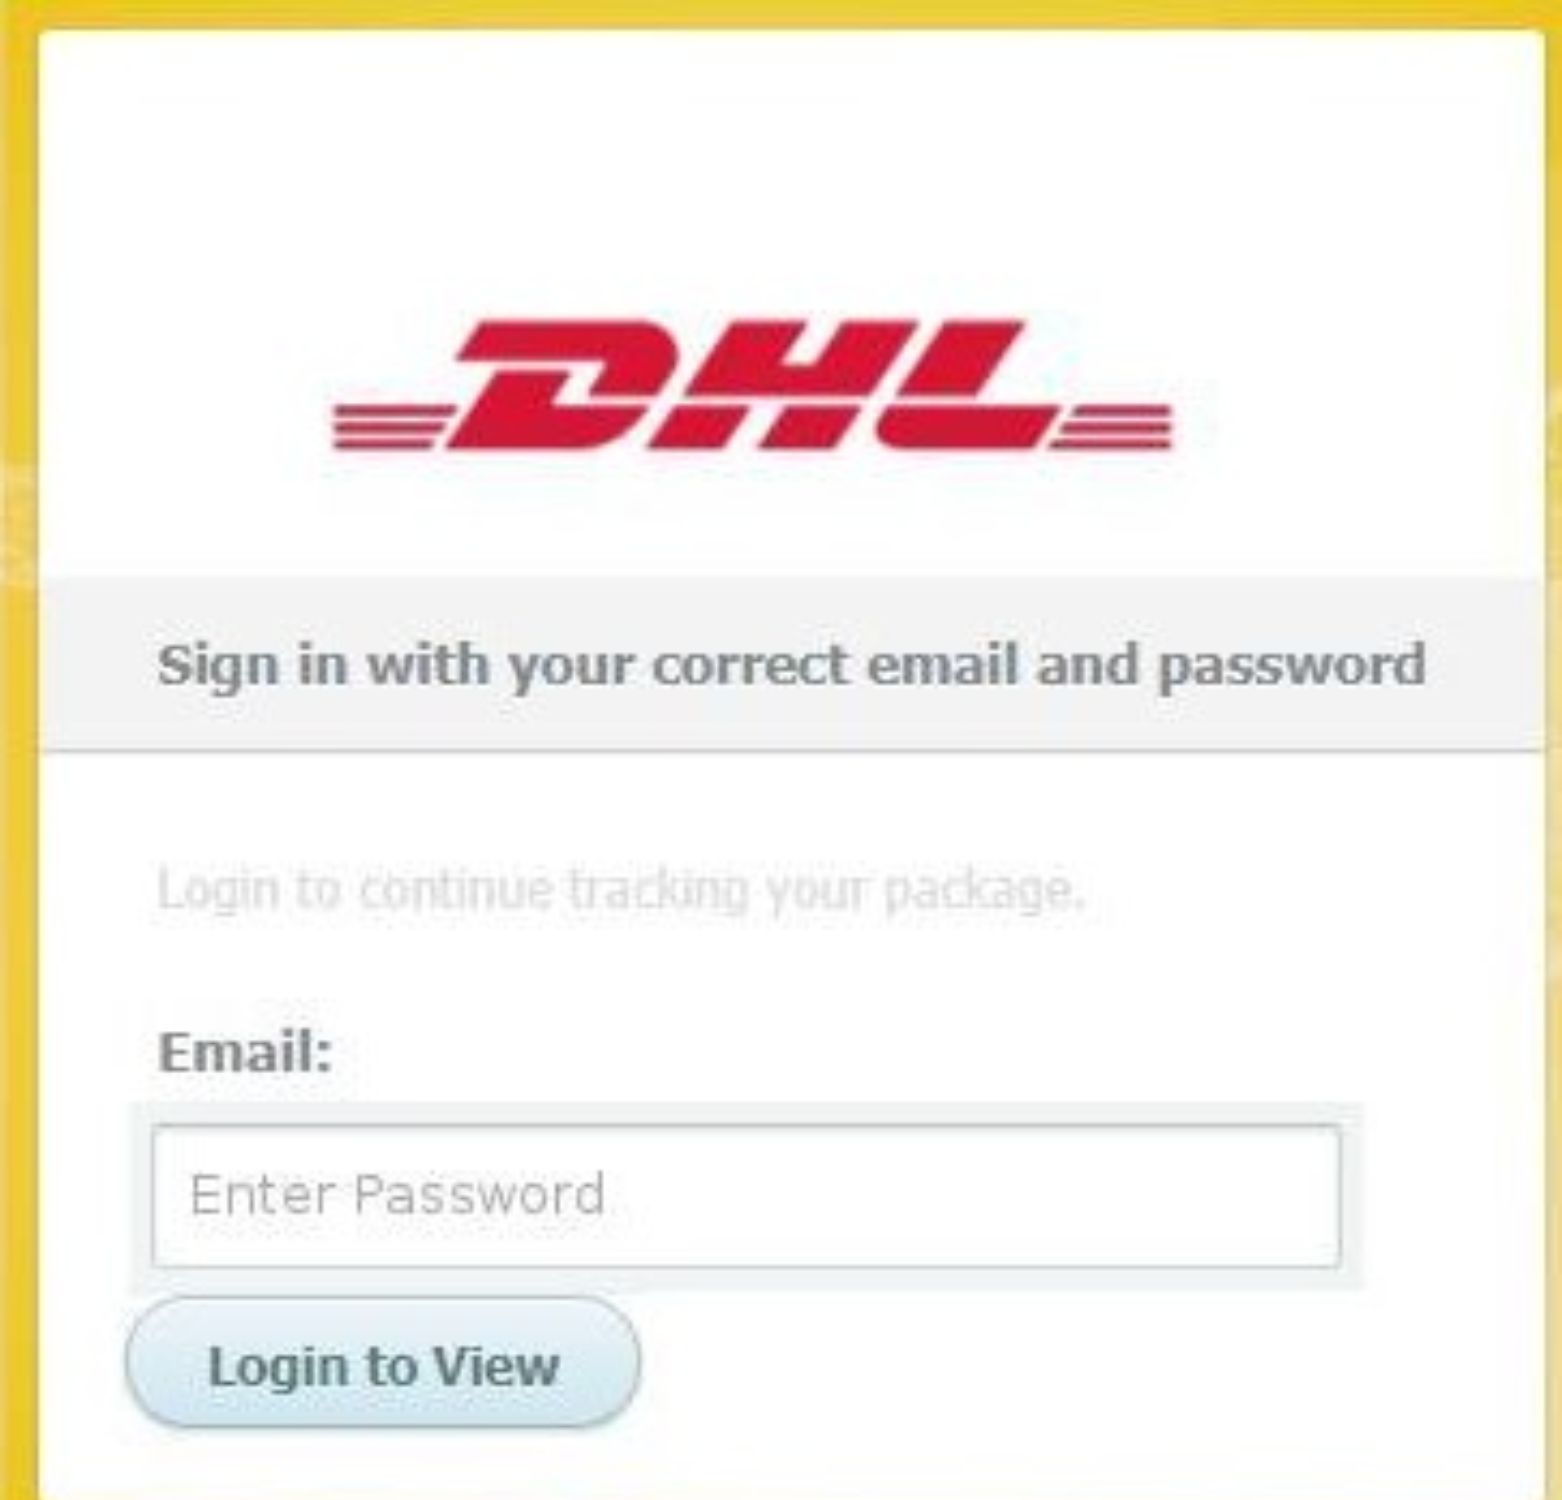 DHL
Sign in with your correct email and password
Login to continue tracking your package.
Email:
Enter Password
Login to View